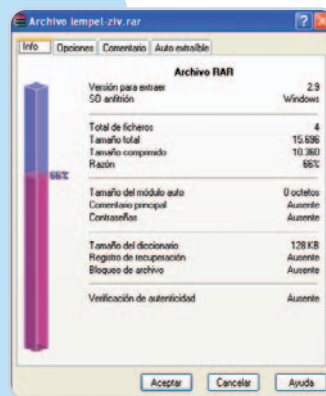 Archivo lempel-ziv.rar
Info Opciones Comentario Auto extraíble
Archivo RAR
Versión para extraer 2.9
SO anfitrión Windows
Total de ficheros 4
Tamaño total 15.696
Tamaño comprimido 10.360
Razón 66%
66%
Tamaño del módulo auto 0 octetos
Comentario principal Ausente
Contraseñas Ausente
Tamaño del diccionario 128 KB
Registro de recuperación Ausente
Bloqueo de archivo Ausente
Verificación de autenticidad Ausente
Aceptar Cancelar Ayuda